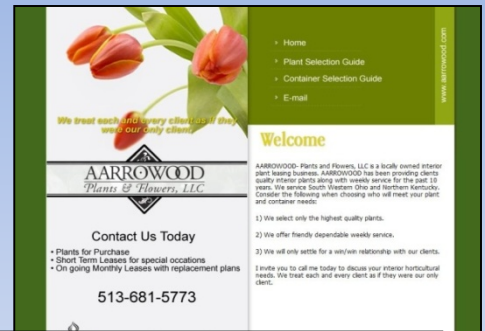 We treat each and every client as if they
were our only client.
AARROWOOD
Plants & Flowers, LLC
Contact Us Today
• Plants for Purchase
• Short Term Leases for special occations
• On going Monthly Leases with replacement plans
513-681-5773
Home
Plant Selection Guide
Container Selection Guide
E-mail
www.aarrowood.com
Welcome
AARROWOOD- Plants and Flowers, LLC is a locally owned interior
plant leasing business. AARROWOOD has been providing clients
quality interior plants along with weekly service for the past 10
years. We service South Western Ohio and Northern Kentucky.
Consider the following when choosing who will meet your plant
and container needs:
1) We select only the highest quality plants.
2) We offer friendly dependable weekly service.
3) We will only settle for a win/win relationship with our clients.
I invite you to call me today to discuss your interior horticultural
needs. We treat each and every client as if they were our only
client.